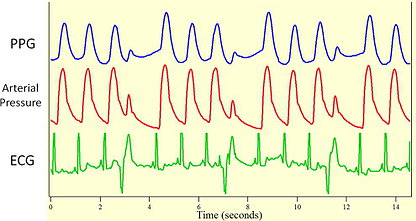 PPG
Arterial
Pressure
ECG
0 2 4 6 8 10 12 14
Time (seconds)